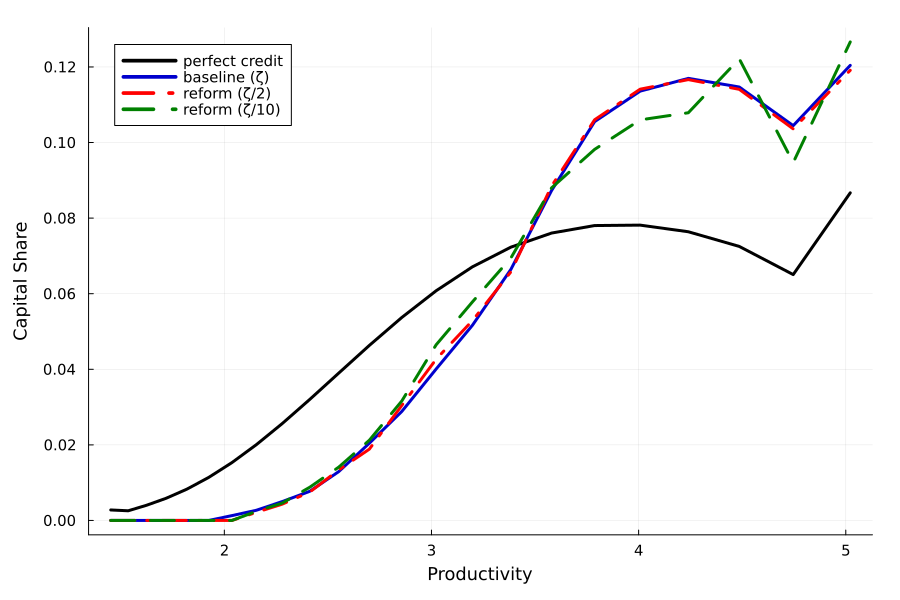 perfect credit
baseline (ζ)
reform (ζ/2)
reform (ζ/10)
0.12
0.10
0.08
0.06
0.04
0.02
0.00
Capital Share
2 3 4 5
Productivity